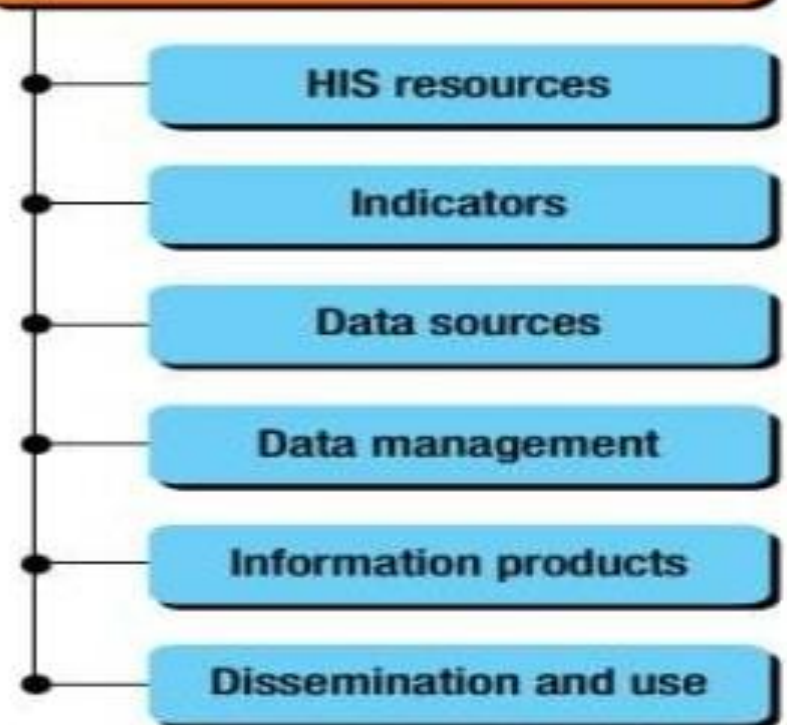 HIS resources
Indicators
Data sources
Data management
Information products
Dissemination and use